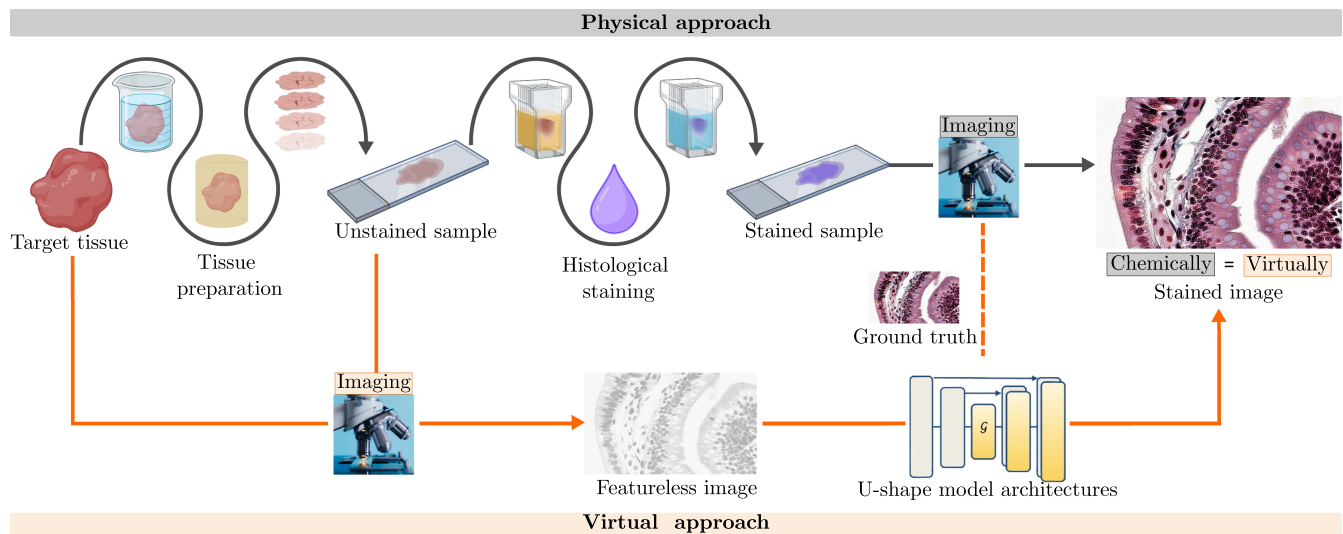 Physical approach
Imaging
Target tissue
Unstained sample
Stained sample
Tissue
preparation
Histological
staining
Chemically = Virtually
Stained image
Ground truth
Imaging
G
Featureless image
U-shape model architectures
Virtual approach